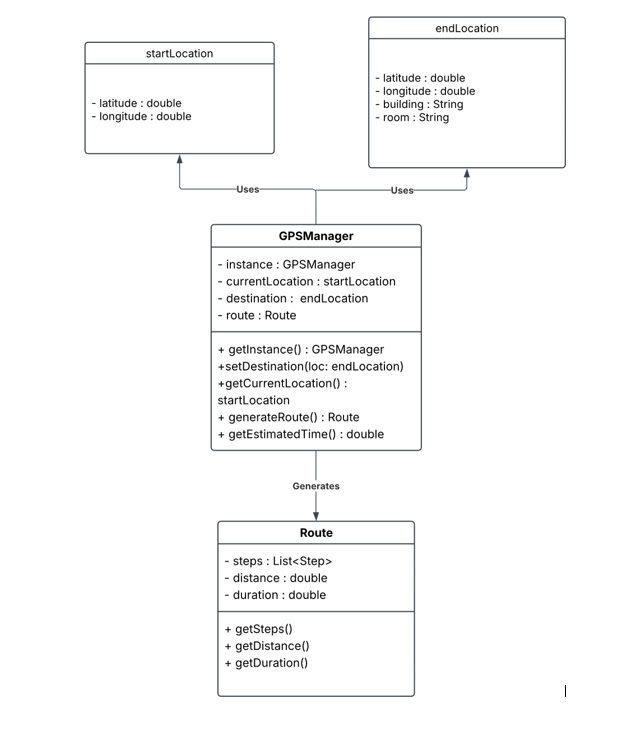 startLocation
- latitude : double
- longitude : double
endLocation
- latitude : double
- longitude : double
- building : String
- room : String
Uses
Uses
GPSManager
- instance : GPSManager
- currentLocation : startLocation
- destination :  endLocation
- route : Route
+ getInstance() : GPSManager
+setDestination(loc: endLocation)
+getCurrentLocation() :
startLocation
+ generateRoute() : Route
+ getEstimatedTime() : double
Generates
Route
- steps : List<Step>
- distance : double
- duration : double
+ getSteps()
+ getDistance()
+ getDuration()